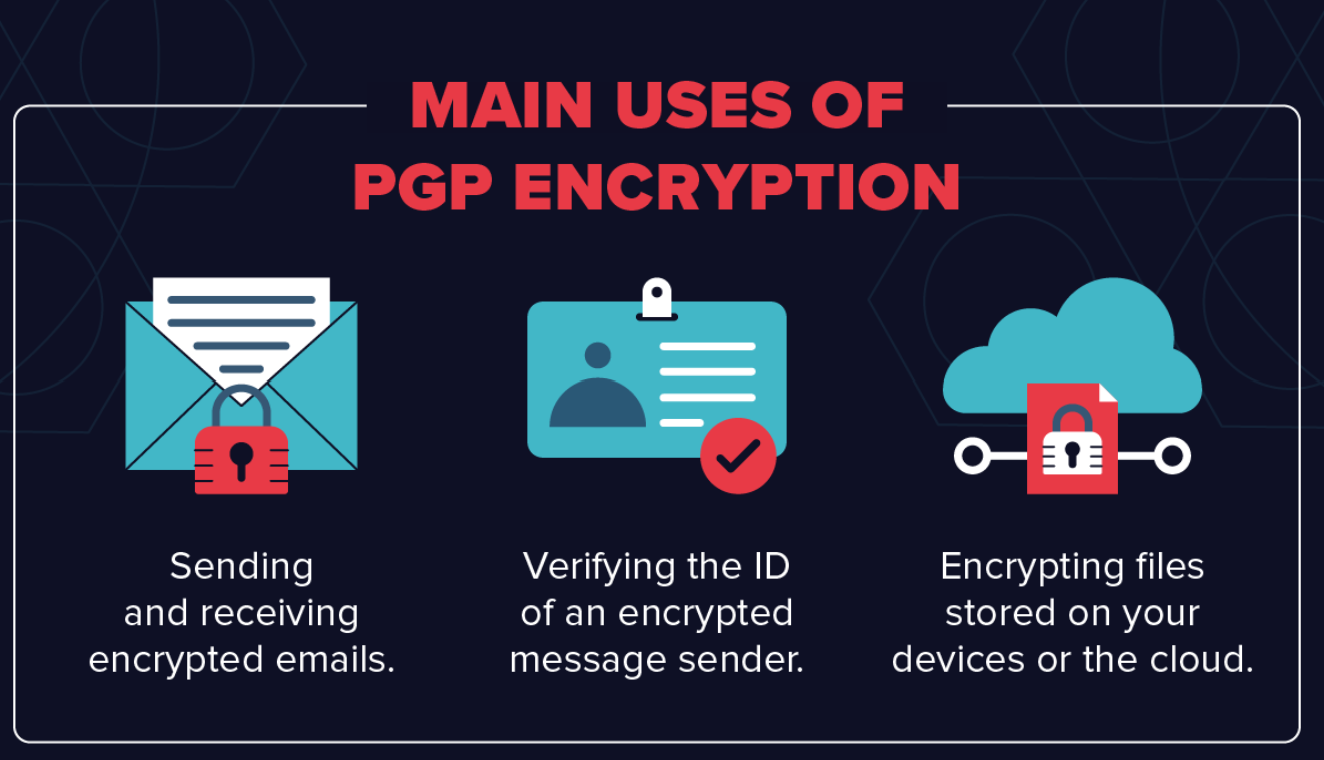 MAIN USES OF
PGP ENCRYPTION
Sending
and receiving
encrypted emails.
Verifying the ID
of an encrypted
message sender.
Encrypting files
stored on your
devices or the cloud.